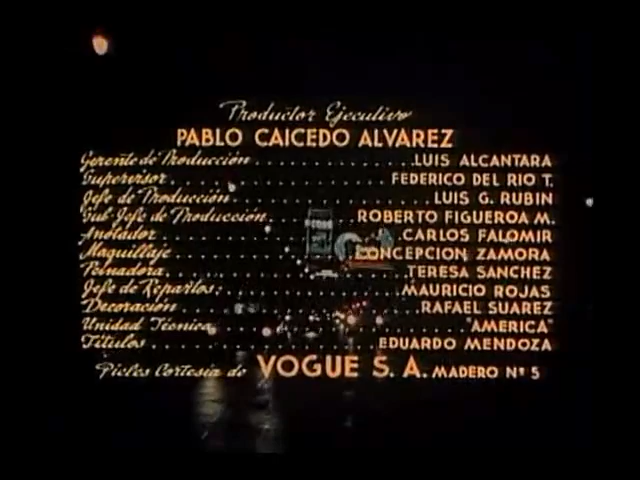 Productor Ejecutivo
PABLO CAICEDO ALVAREZ
Gerente de Producción . . . . . . . . . . . . LUIS ALCANTARA
Supervisor . . . . . . . . . . . . . . . . FEDERICO DEL RIO T.
Jefe de Producción . . . . . . . . . . . . . . . LUIS G. RUBIN
Sub-Jefe de Producción . . . . . . . ROBERTO FIGUEROA M.
Anotador . . . . . . . . . . . . . . . . . . CARLOS FALOMIR
Maquillaje . . . . . . . . . . . . . CONCEPCION ZAMORA
Peinadora . . . . . . . . . . . . . . . . TERESA SANCHEZ
Jefe de Repartos: . . . . . . . . . . . . . MAURICIO ROJAS
Decoración . . . . . . . . . . . . . . . . . RAFAEL SUAREZ
Unidad Técnica . . . . . . . . . . . . . . . . . "AMERICA"
Títulos . . . . . . . . . . . . . . . . . EDUARDO MENDOZA
Pieles Cortesia de VOGUE S. A. MADERO Nº 5